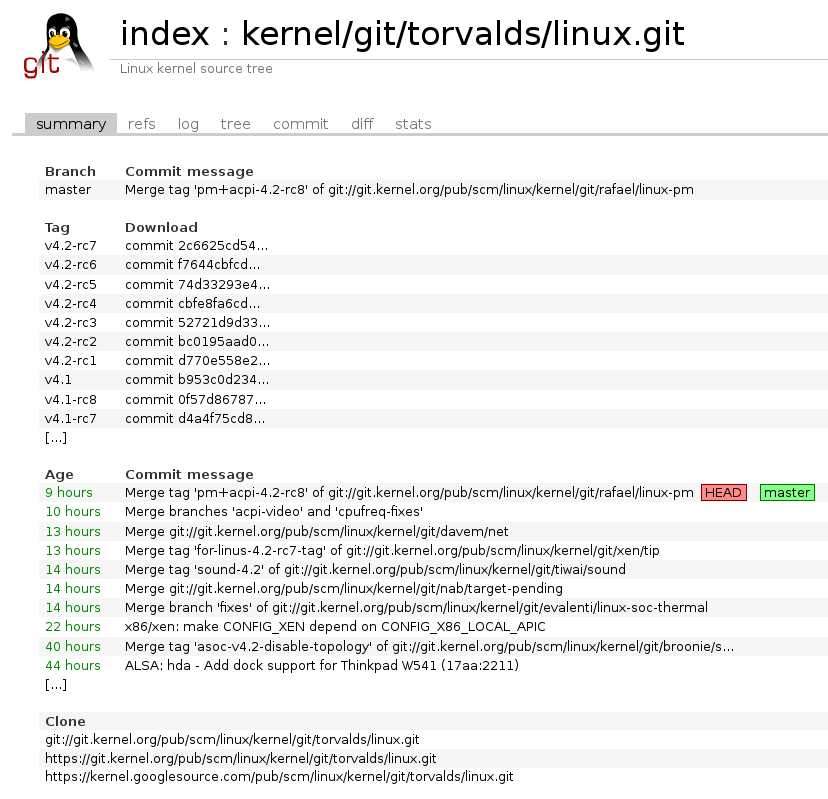 git
index : kernel/git/torvalds/linux.git
Linux kernel source tree
summary refs log tree commit diff stats
Branch Commit message
master Merge tag 'pm+acpi-4.2-rc8' of git://git.kernel.org/pub/scm/linux/kernel/git/rafael/linux-pm
Tag Download
v4.2-rc7 commit 2c6625cd54...
v4.2-rc6 commit f7644cbfcd...
v4.2-rc5 commit 74d33293e4...
v4.2-rc4 commit cbfe8fa6cd...
v4.2-rc3 commit 52721d9d33...
v4.2-rc2 commit bc0195aad0...
v4.2-rc1 commit d770e558e2...
v4.1 commit b953c0d234...
v4.1-rc8 commit 0f57d86787...
v4.1-rc7 commit d4a4f75cd8...
[...]
Age Commit message
9 hours Merge tag 'pm+acpi-4.2-rc8' of git://git.kernel.org/pub/scm/linux/kernel/git/rafael/linux-pm HEAD master
10 hours Merge branches 'acpi-video' and 'cpufreq-fixes'
13 hours Merge git://git.kernel.org/pub/scm/linux/kernel/git/davem/net
13 hours Merge tag 'for-linus-4.2-rc7-tag' of git://git.kernel.org/pub/scm/linux/kernel/git/xen/tip
14 hours Merge tag 'sound-4.2' of git://git.kernel.org/pub/scm/linux/kernel/git/tiwai/sound
14 hours Merge git://git.kernel.org/pub/scm/linux/kernel/git/nab/target-pending
14 hours Merge branch 'fixes' of git://git.kernel.org/pub/scm/linux/kernel/git/evalenti/linux-soc-thermal
22 hours x86/xen: make CONFIG_XEN depend on CONFIG_X86_LOCAL_APIC
40 hours Merge tag 'asoc-v4.2-disable-topology' of git://git.kernel.org/pub/scm/linux/kernel/git/broonie/s...
44 hours ALSA: hda - Add dock support for Thinkpad W541 (17aa:2211)
[...]
Clone
git://git.kernel.org/pub/scm/linux/kernel/git/torvalds/linux.git
https://git.kernel.org/pub/scm/linux/kernel/git/torvalds/linux.git
https://kernel.googlesource.com/pub/scm/linux/kernel/git/torvalds/linux.git